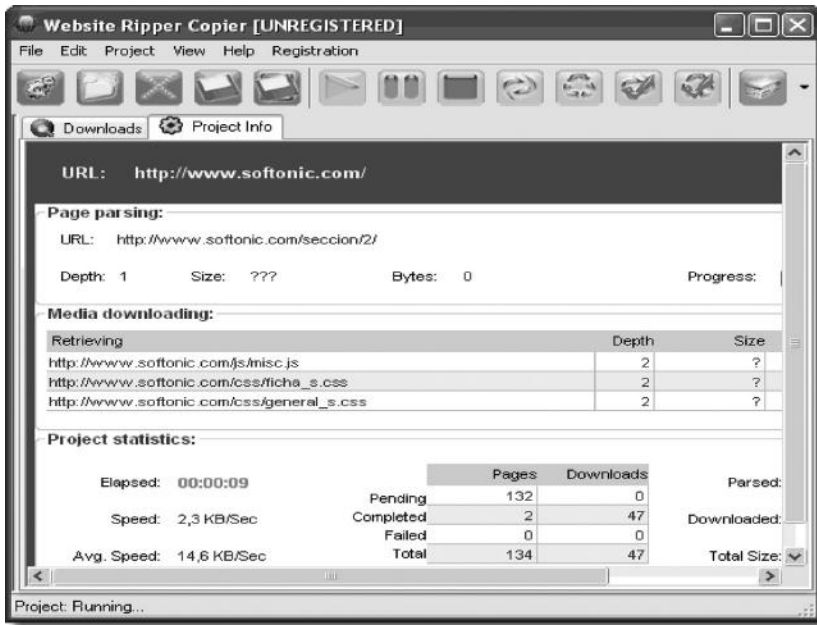 Website Ripper Copier [UNREGISTERED]
File Edit Project View Help Registration
Downloads Project Info
URL: http://www.softonic.com/
Page parsing:
URL: http://www.softonic.com/seccion/2/
Depth: 1 Size: ??? Bytes: 0 Progress:
Media downloading:
Retrieving Depth Size
http://www.softonic.com/js/misc.js 2 ?
http://www.softonic.com/css/ficha_s.css 2 ?
http://www.softonic.com/css/general_s.css 2 ?
Project statistics:
Pages Downloads
Elapsed: 00:00:09 Parsed:
Pending 132 0
Speed: 2,3 KB/Sec Completed 2 47 Downloaded:
Failed 0 0
Avg. Speed: 14,6 KB/Sec Total 134 47 Total Size:
Project: Running...